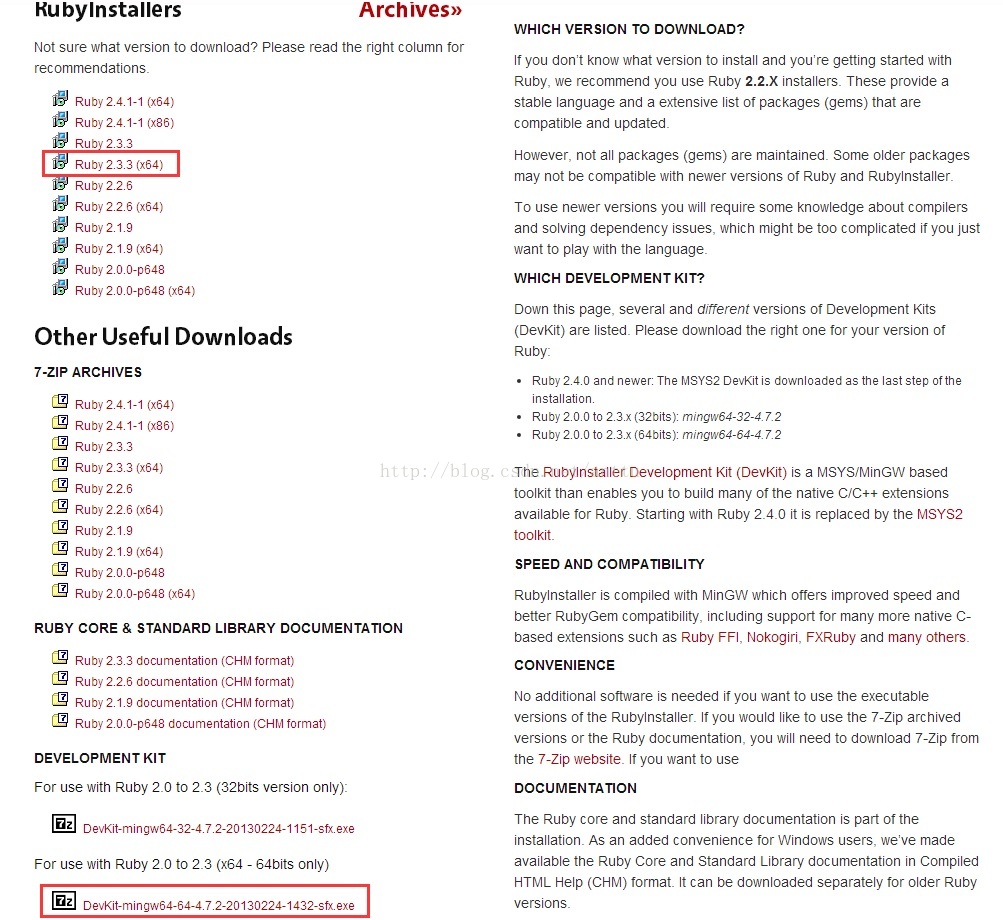 RubyInstallers
Archives»
Not sure what version to download? Please read the right column for
recommendations.
Ruby 2.4.1-1 (x64)
Ruby 2.4.1-1 (x86)
Ruby 2.3.3
Ruby 2.3.3 (x64)
Ruby 2.2.6
Ruby 2.2.6 (x64)
Ruby 2.1.9
Ruby 2.1.9 (x64)
Ruby 2.0.0-p648
Ruby 2.0.0-p648 (x64)
Other Useful Downloads
7-ZIP ARCHIVES
Ruby 2.4.1-1 (x64)
Ruby 2.4.1-1 (x86)
Ruby 2.3.3
Ruby 2.3.3 (x64)
Ruby 2.2.6
Ruby 2.2.6 (x64)
Ruby 2.1.9
Ruby 2.1.9 (x64)
Ruby 2.0.0-p648
Ruby 2.0.0-p648 (x64)
RUBY CORE & STANDARD LIBRARY DOCUMENTATION
Ruby 2.3.3 documentation (CHM format)
Ruby 2.2.6 documentation (CHM format)
Ruby 2.1.9 documentation (CHM format)
Ruby 2.0.0-p648 documentation (CHM format)
DEVELOPMENT KIT
For use with Ruby 2.0 to 2.3 (32bits version only):
7z DevKit-mingw64-32-4.7.2-20130224-1151-sfx.exe
For use with Ruby 2.0 to 2.3 (x64 - 64bits only)
7z DevKit-mingw64-64-4.7.2-20130224-1432-sfx.exe
WHICH VERSION TO DOWNLOAD?
If you don't know what version to install and you're getting started with
Ruby, we recommend you use Ruby 2.2.X installers. These provide a
stable language and a extensive list of packages (gems) that are
compatible and updated.
However, not all packages (gems) are maintained. Some older packages
may not be compatible with newer versions of Ruby and RubyInstaller.
To use newer versions you will require some knowledge about compilers
and solving dependency issues, which might be too complicated if you just
want to play with the language.
WHICH DEVELOPMENT KIT?
Down this page, several and different versions of Development Kits
(DevKit) are listed. Please download the right one for your version of
Ruby:
• Ruby 2.4.0 and newer: The MSYS2 DevKit is downloaded as the last step of the
installation.
• Ruby 2.0.0 to 2.3.x (32bits): mingw64-32-4.7.2
• Ruby 2.0.0 to 2.3.x (64bits): mingw64-64-4.7.2
The RubyInstaller Development Kit (DevKit) is a MSYS/MinGW based
toolkit than enables you to build many of the native C/C++ extensions
available for Ruby. Starting with Ruby 2.4.0 it is replaced by the MSYS2
toolkit.
SPEED AND COMPATIBILITY
RubyInstaller is compiled with MinGW which offers improved speed and
better RubyGem compatibility, including support for many more native C-
based extensions such as Ruby FFI, Nokogiri, FXRuby and many others.
CONVENIENCE
No additional software is needed if you want to use the executable
versions of the RubyInstaller. If you would like to use the 7-Zip archived
versions or the Ruby documentation, you will need to download 7-Zip from
the 7-Zip website. If you want to use
DOCUMENTATION
The Ruby core and standard library documentation is part of the
installation. As an added convenience for Windows users, we've made
available the Ruby Core and Standard Library documentation in Compiled
HTML Help (CHM) format. It can be downloaded separately for older Ruby
versions.